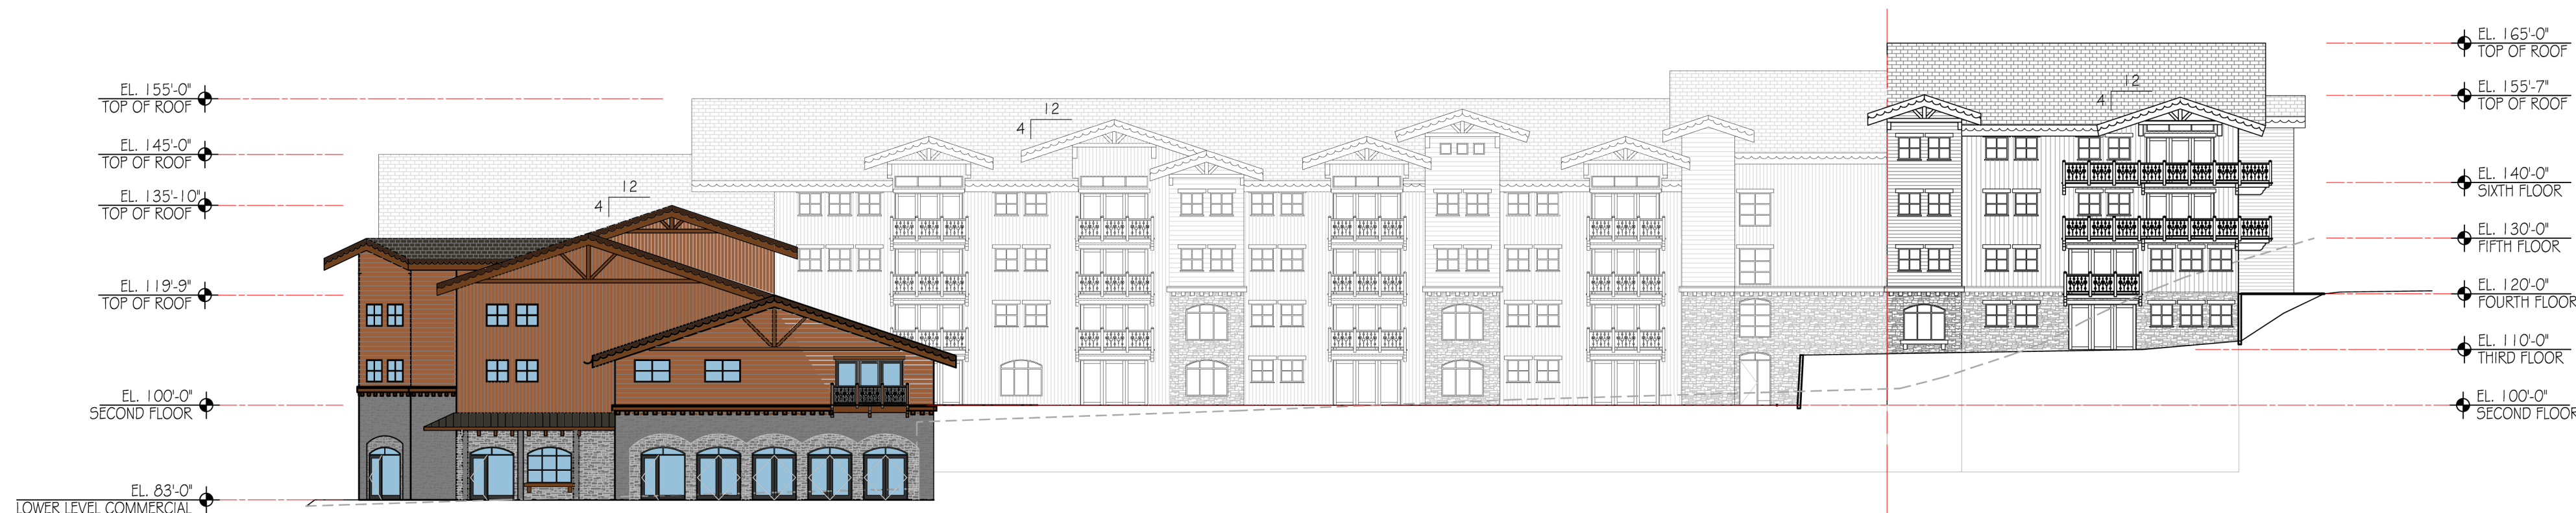 EL. 155'-0"
TOP OF ROOF
EL. 145'-0"
TOP OF ROOF
EL. 135'-10"
TOP OF ROOF
EL. 119'-9"
TOP OF ROOF
EL. 100'-0"
SECOND FLOOR
EL. 83'-0"
LOWER LEVEL COMMERCIAL
12
4
12
4
12
4
EL. 165'-0"
TOP OF ROOF
EL. 155'-7"
TOP OF ROOF
EL. 140'-0"
SIXTH FLOOR
EL. 130'-0"
FIFTH FLOOR
EL. 120'-0"
FOURTH FLOOR
EL. 110'-0"
THIRD FLOOR
EL. 100'-0"
SECOND FLOOR